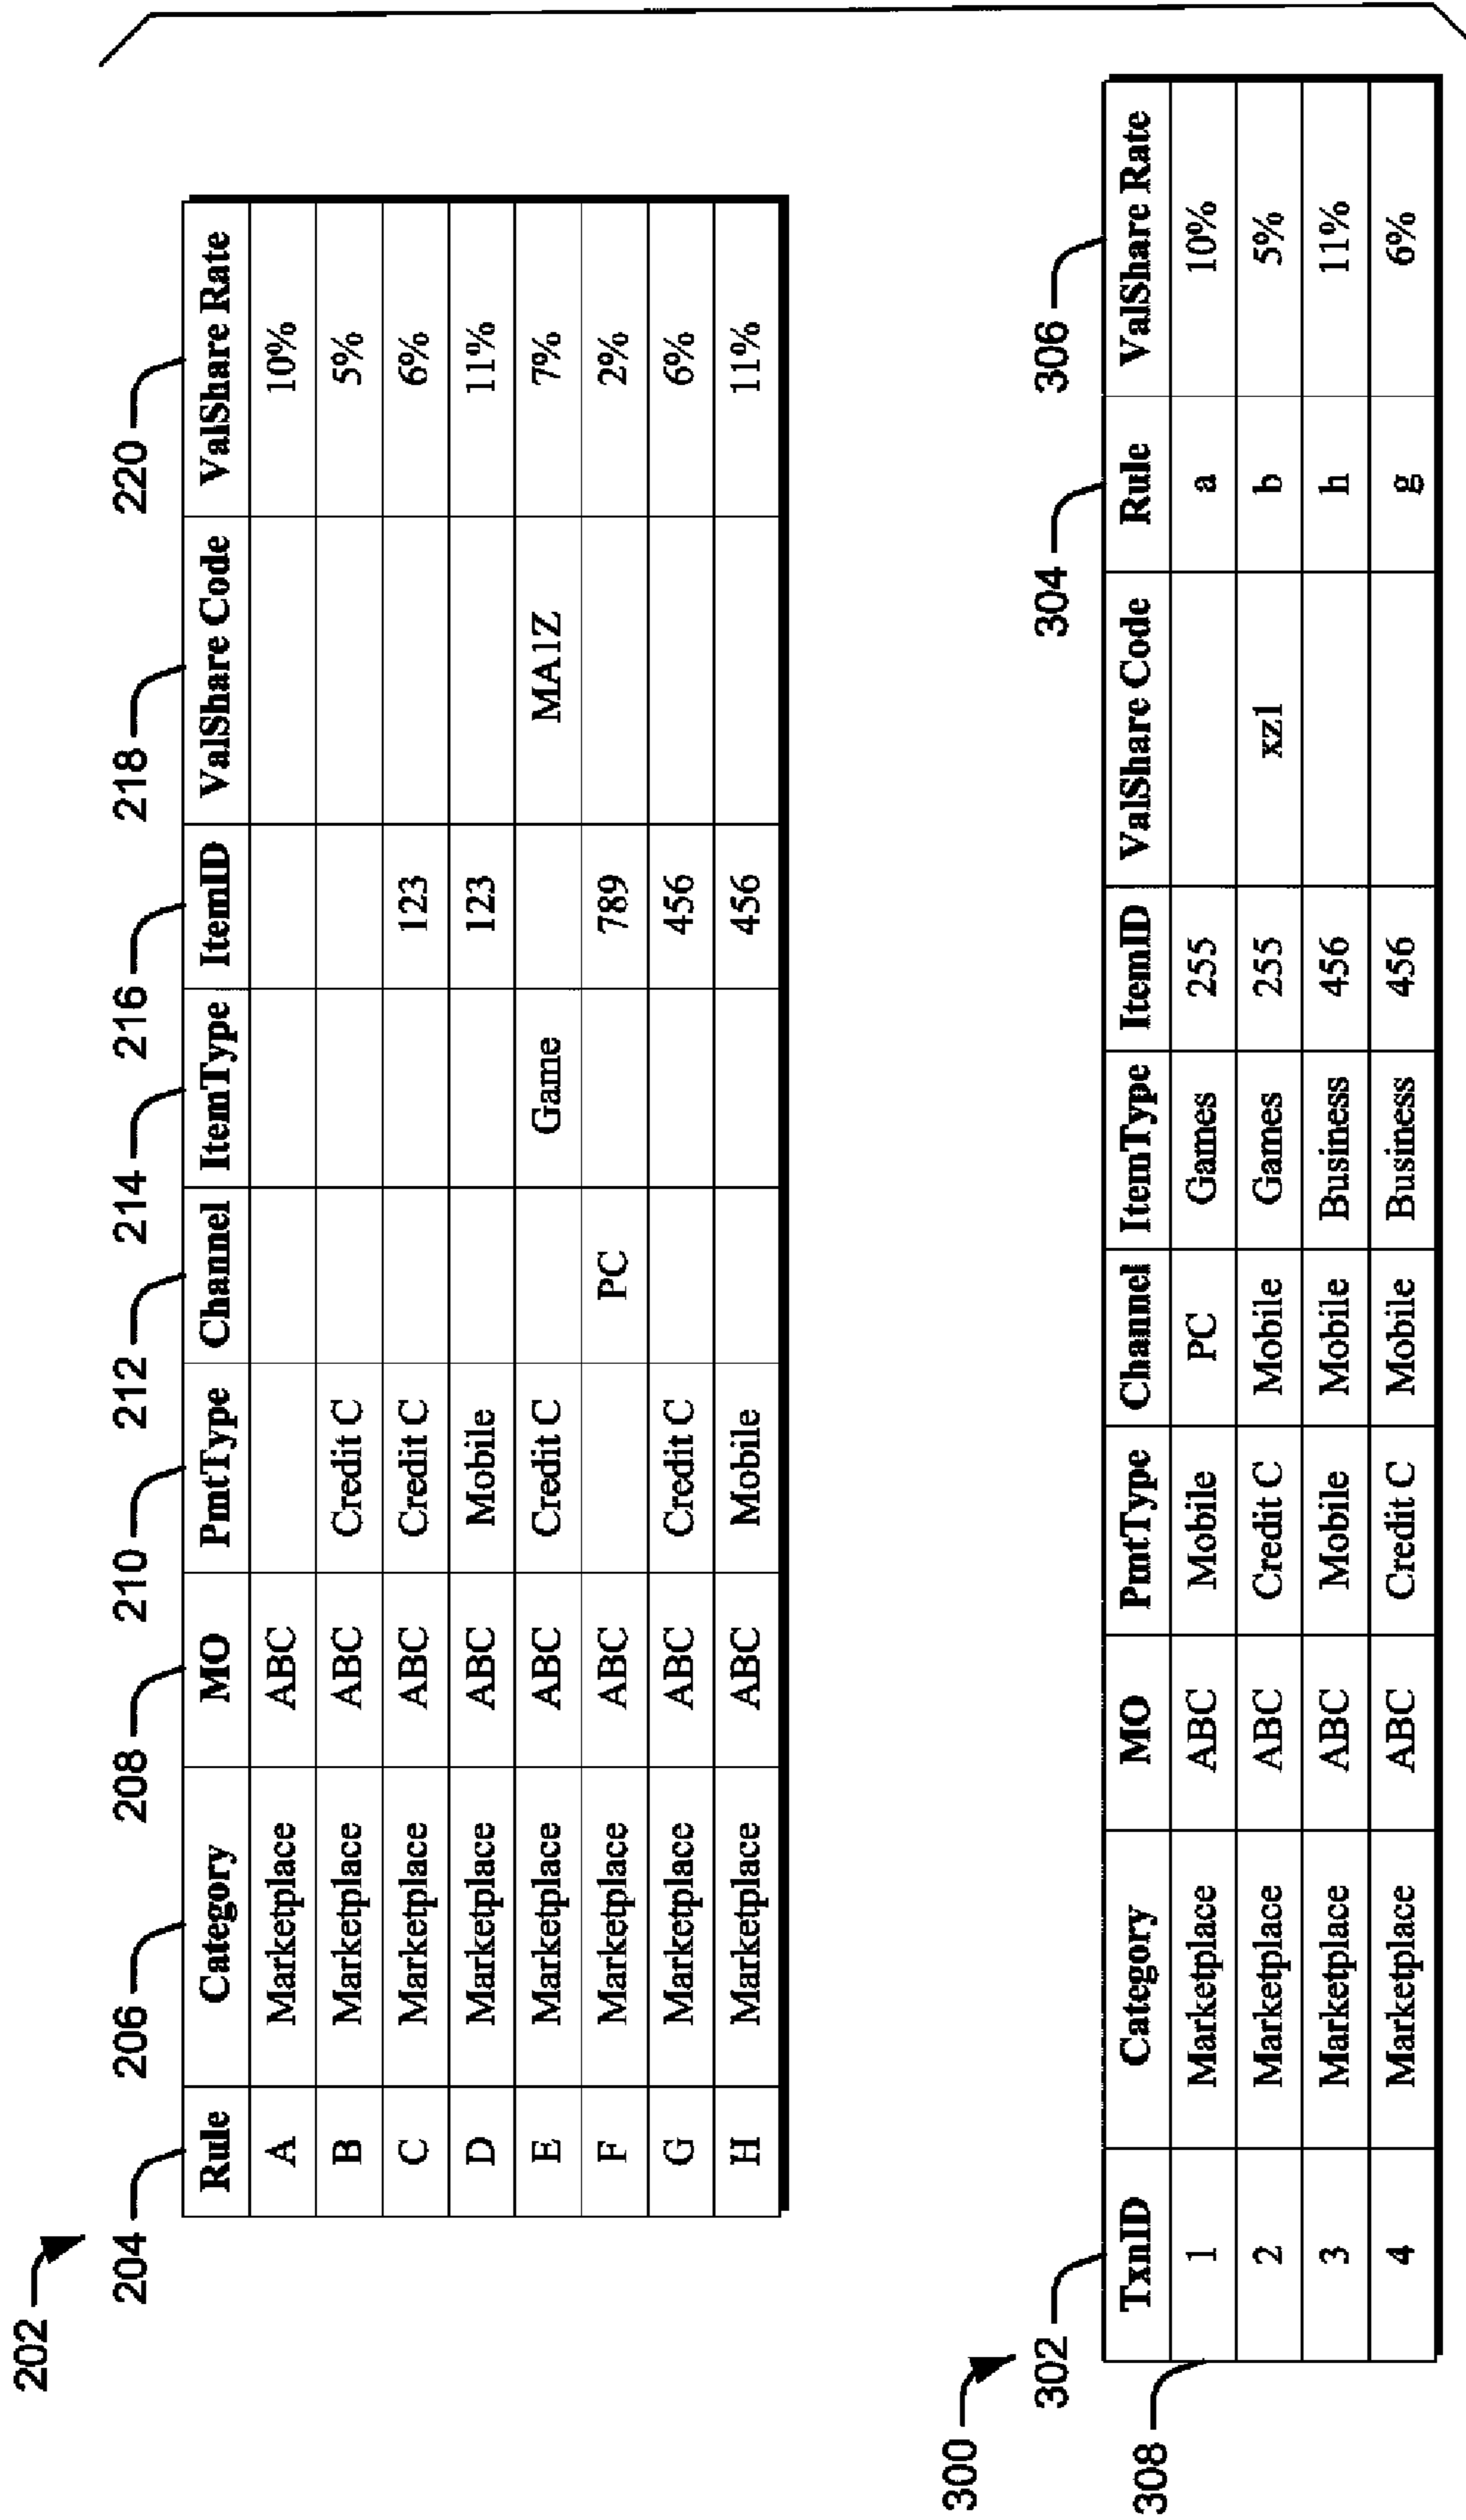 202
204 206 208 210 212 214 216 218 220
Rule Category MO PmtType Channel ItemType ItemID ValShare Code ValShare Rate
A Marketplace ABC 10%
B Marketplace ABC Credit C 5%
C Marketplace ABC Credit C 123 6%
D Marketplace ABC Mobile 123 11%
E Marketplace ABC Credit C Game MA1Z 7%
F Marketplace ABC PC 789 2%
G Marketplace ABC Credit C 456 6%
H Marketplace ABC Mobile 456 11%
300
302 304 306
TxnID Category MO PmtType Channel ItemType ItemID ValShare Code Rule ValShare Rate
308
1 Marketplace ABC Mobile PC Games 255 a 10%
2 Marketplace ABC Credit C Mobile Games 255 xz1 b 5%
3 Marketplace ABC Mobile Mobile Business 456 h 11%
4 Marketplace ABC Credit C Mobile Business 456 g 6%